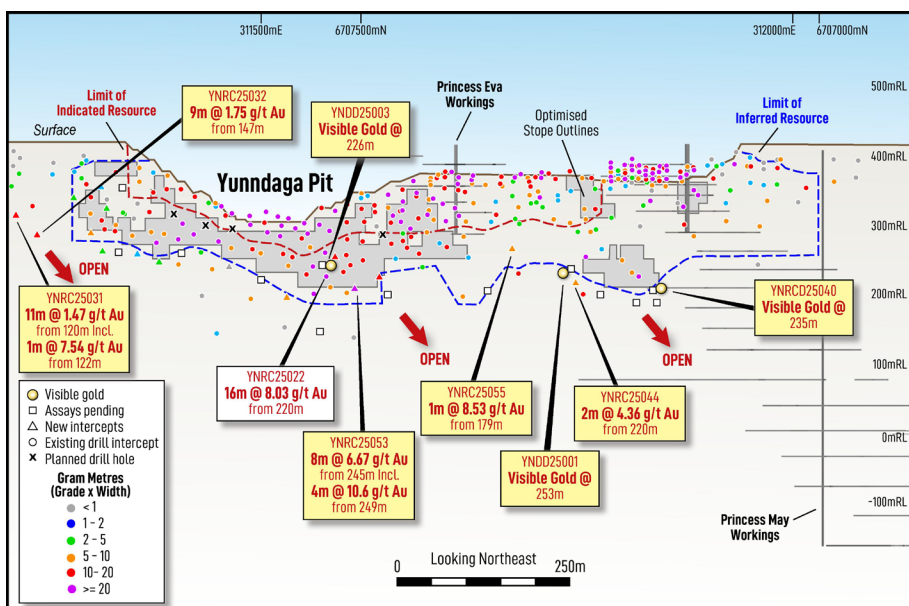 311500mE
6707500mN
312000mE
6707000mN
500mRL
400mRL
300mRL
200mRL
100mRL
0mRL
-100mRL
Limit of
Indicated Resource
Surface
YNRC25032
9m @ 1.75 g/t Au
from 147m
YNDD25003
Visible Gold @
226m
Princess Eva
Workings
Optimised
Stope Outlines
Limit of
Inferred Resource
Yunndaga Pit
OPEN
YNRC25031
11m @ 1.47 g/t Au
from 120m Incl.
1m @ 7.54 g/t Au
from 122m
OPEN
OPEN
YNRCD25040
Visible Gold @
235m
YNRC25022
16m @ 8.03 g/t Au
from 220m
YNRC25055
1m @ 8.53 g/t Au
from 179m
YNRC25044
2m @ 4.36 g/t Au
from 220m
YNRC25053
8m @ 6.67 g/t Au
from 245m Incl.
4m @ 10.6 g/t Au
from 249m
YNDD25001
Visible Gold @
253m
Princess May
Workings
Visible gold
Assays pending
New intercepts
Existing drill intercept
x Planned drill hole
Gram Metres
(Grade x Width)
< 1
1 - 2
2 - 5
5 - 10
10- 20
>= 20
Looking Northeast
0
250m